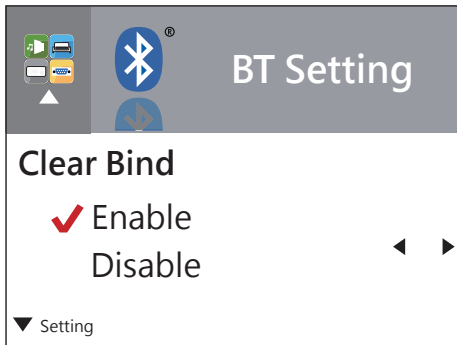 BT Setting
Clear Bind
Enable
Disable
Setting